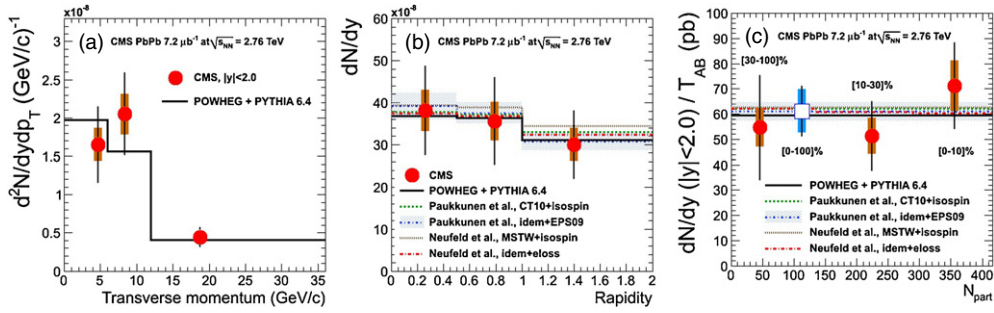 (a)
CMS PbPb 7.2 μb⁻¹ at √sNN = 2.76 TeV
CMS, |y|<2.0
POWHEG + PYTHIA 6.4
d²N/dydpT (GeV/c)⁻¹
×10⁻⁸
2
1.5
1
0.5
0
0 5 10 15 20 25 30 35
Transverse momentum (GeV/c)
(b)
CMS PbPb 7.2 μb⁻¹ at √sNN = 2.76 TeV
dN/dy
60 ×10⁻⁸
50
40
30
20
10
0
CMS
POWHEG + PYTHIA 6.4
Paukkunen et al., CT10+isospin
Paukkunen et al., idem+EPS09
Neufeld et al., MSTW+isospin
Neufeld et al., idem+eloss
0 0.2 0.4 0.6 0.8 1 1.2 1.4 1.6 1.8 2
Rapidity
(c)
CMS PbPb 7.2 μb⁻¹ at √sNN = 2.76 TeV
dN/dy (|y|<2.0) / TAB (pb)
100
90
80
70
60
50
40
30
20
10
0
[30-100]%
[10-30]%
[0-100]%
[0-10]%
POWHEG + PYTHIA 6.4
Paukkunen et al., CT10+isospin
Paukkunen et al., idem+EPS09
Neufeld et al., MSTW+isospin
Neufeld et al., idem+eloss
0 50 100 150 200 250 300 350 400
Npart